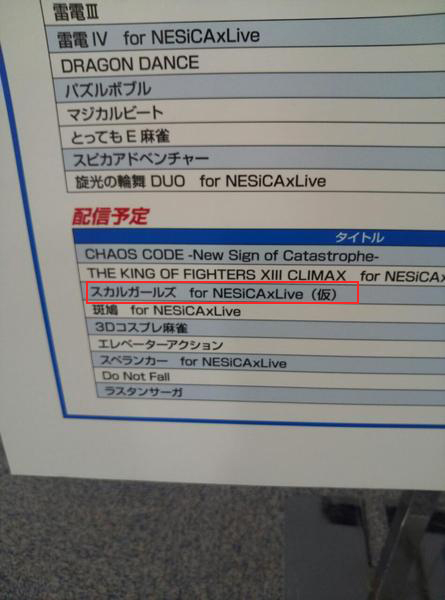 雷電Ⅲ
雷電Ⅳ for NESiCAxLive
DRAGON DANCE
パズルボブル
マジカルビート
とってもE麻雀
スピカアドベンチャー
旋光の輪舞DUO for NESiCAxLive
配信予定
タイトル
CHAOS CODE -New Sign of Catastrophe-
THE KING OF FIGHTERS XIII CLIMAX for NESiCAx
スカルガールズ for NESiCAxLive（仮）
斑鳩 for NESiCAxLive
3Dコスプレ麻雀
エレベーターアクション
スペランカー for NESiCAxLive
Do Not Fall
ラスタンサーガ